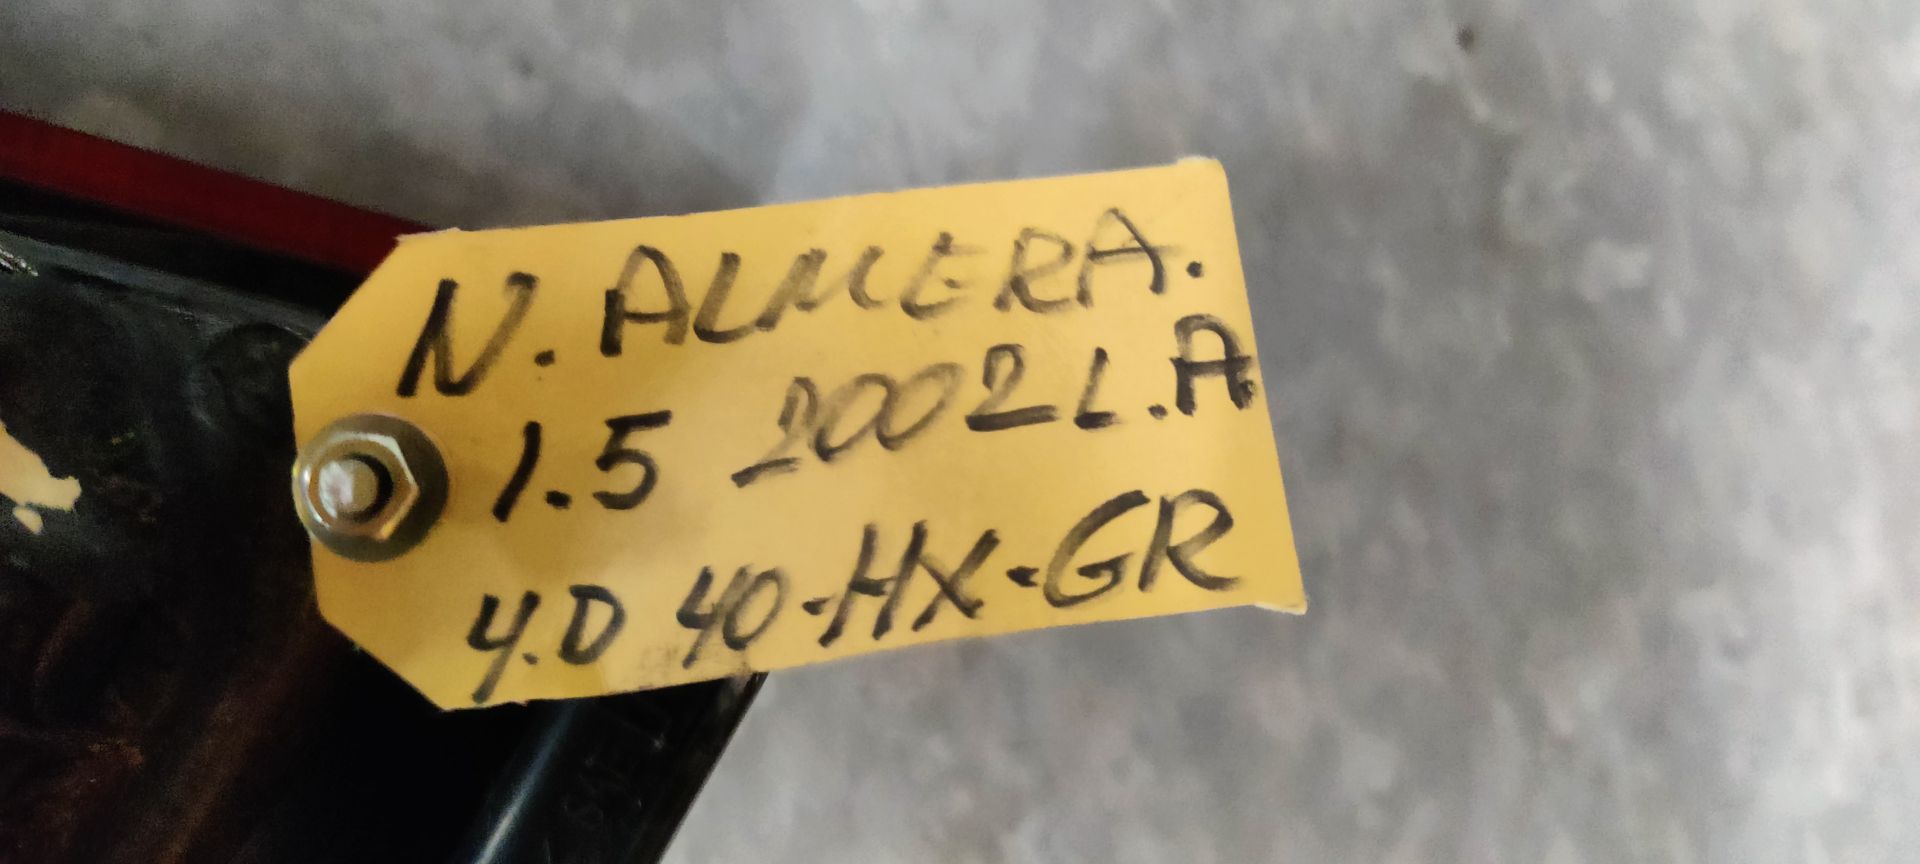 N. ALMERA.
1.5 2002 L.A
4.D 40-HX-GR